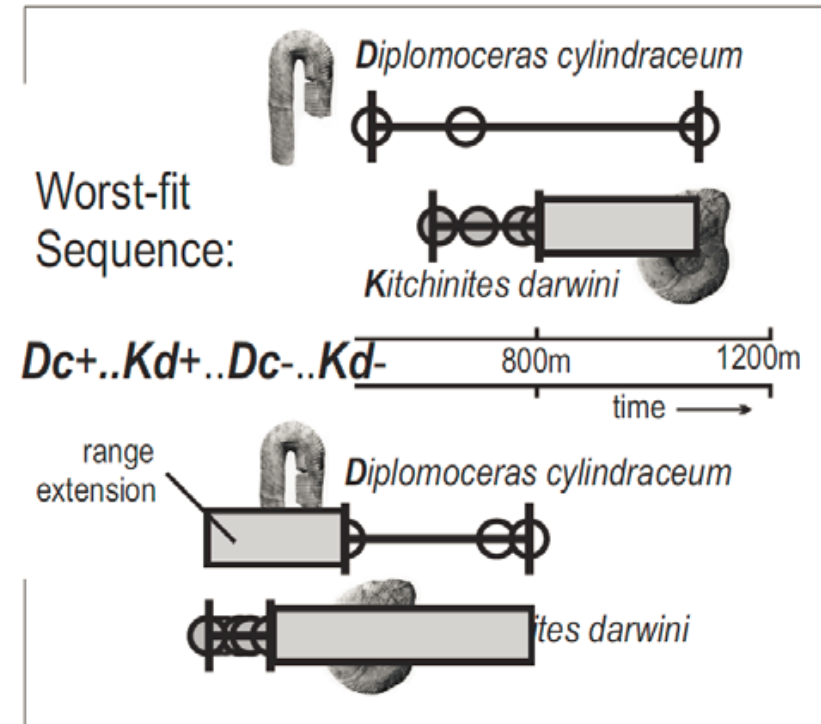 Diplomoceras cylindraceum
Worst-fit
Sequence:
Kitchinites darwini
Dc+..Kd+..Dc-..Kd-
800m
1200m
time
range
extension
Diplomoceras cylindraceum
ites darwini